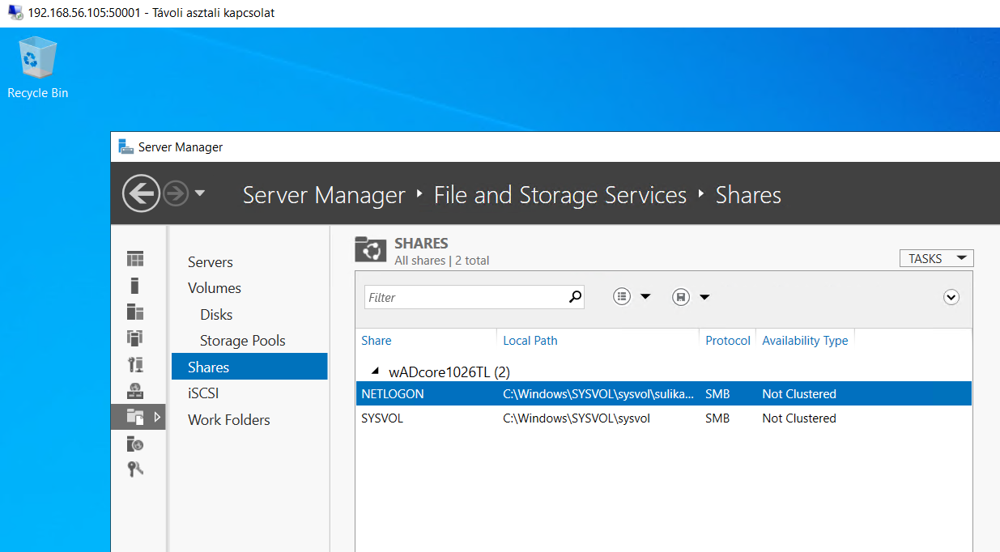 192.168.56.105:50001 - Távoli asztali kapcsolat
Recycle Bin
Server Manager
Server Manager ‣ File and Storage Services ‣ Shares
Servers
Volumes
Disks
Storage Pools
Shares
iSCSI
Work Folders
SHARES
All shares | 2 total
TASKS
Filter
Share Local Path Protocol Availability Type
wADcore1026TL (2)
NETLOGON C:\Windows\SYSVOL\sysvol\sulika... SMB Not Clustered
SYSVOL C:\Windows\SYSVOL\sysvol SMB Not Clustered